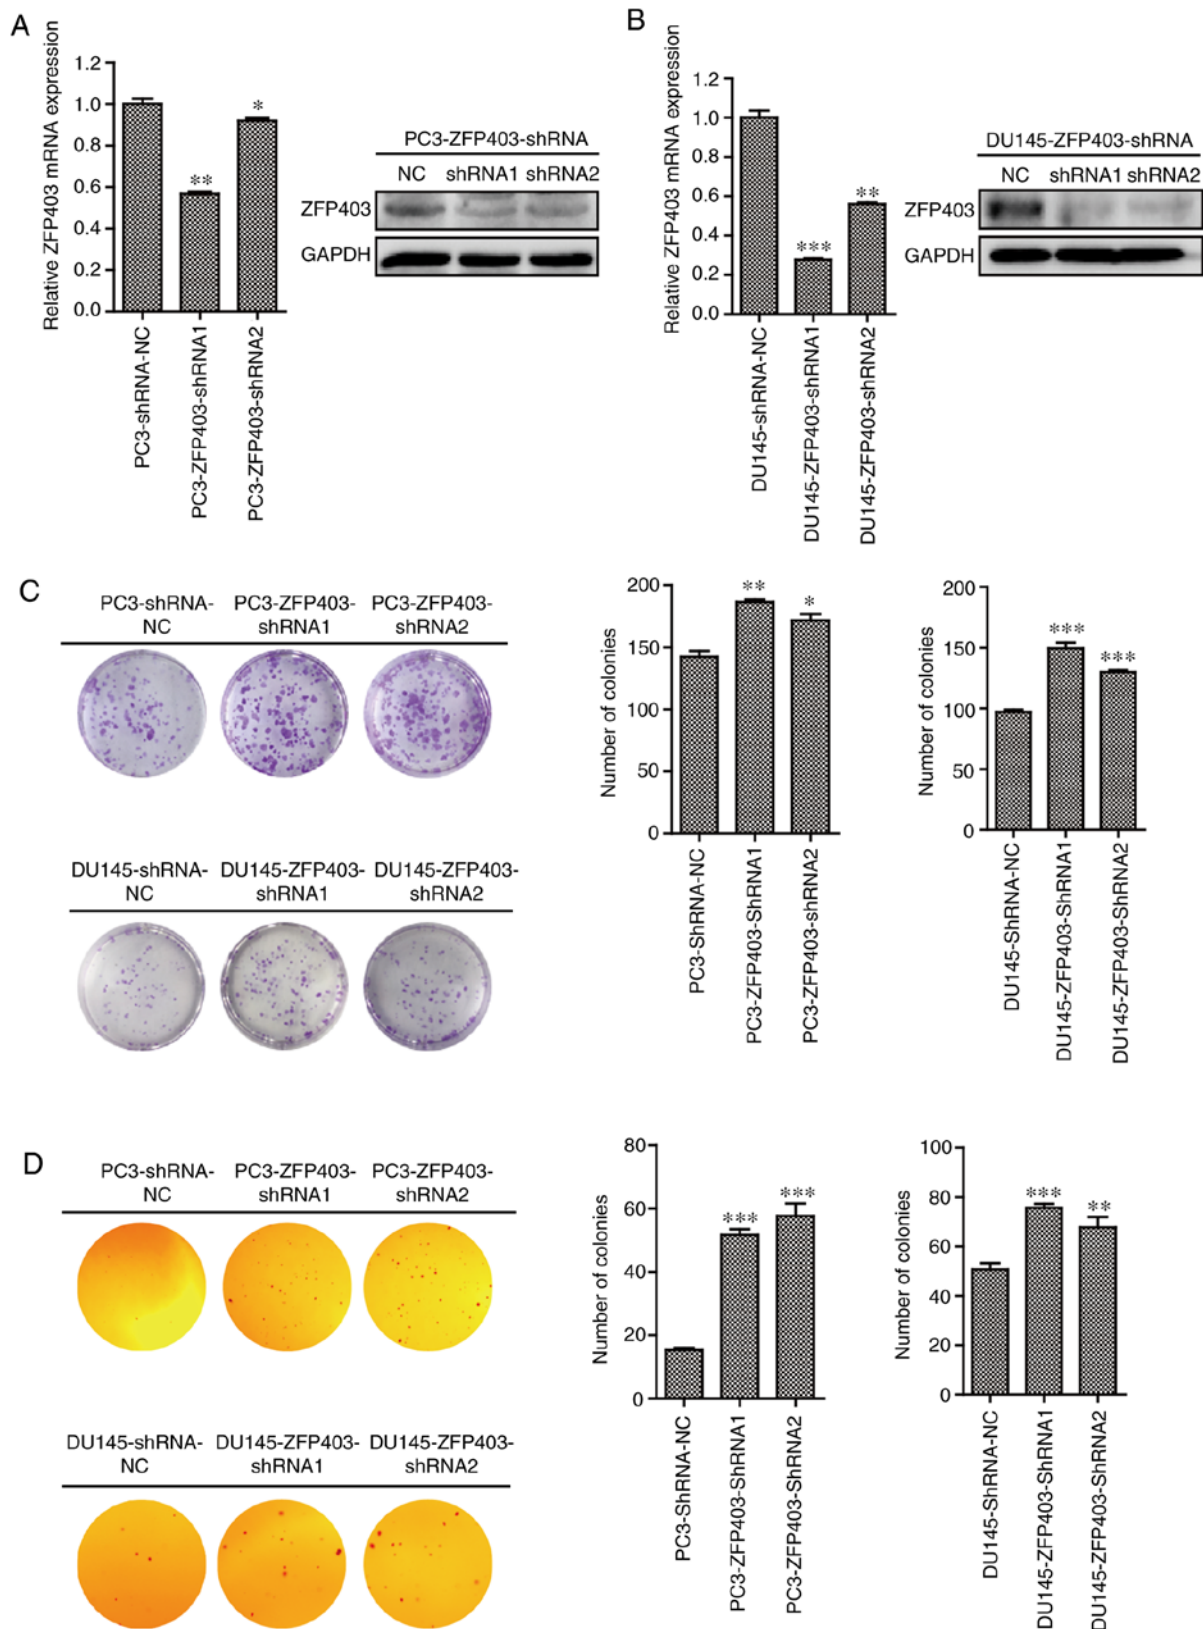 A
Relative ZFP403 mRNA expression
1.2
1.0
0.8
0.6
0.4
0.2
0.0
**
*
PC3-shRNA-NC
PC3-ZFP403-shRNA1
PC3-ZFP403-shRNA2
PC3-ZFP403-shRNA
NC shRNA1 shRNA2
ZFP403
GAPDH
B
Relative ZFP403 mRNA expression
1.2
1.0
0.8
0.6
0.4
0.2
0.0
***
**
DU145-shRNA-NC
DU145-ZFP403-shRNA1
DU145-ZFP403-shRNA2
DU145-ZFP403-shRNA
NC shRNA1 shRNA2
ZFP403
GAPDH
C
PC3-shRNA-NC
PC3-ZFP403-shRNA1
PC3-ZFP403-shRNA2
DU145-shRNA-NC
DU145-ZFP403-shRNA1
DU145-ZFP403-shRNA2
Number of colonies
200
150
100
50
0
**
*
PC3-ShRNA-NC
PC3-ZFP403-ShRNA1
PC3-ZFP403-shRNA2
Number of colonies
200
150
100
50
0
***
***
DU145-ShRNA-NC
DU145-ZFP403-ShRNA1
DU145-ZFP403-ShRNA2
D
PC3-shRNA-NC
PC3-ZFP403-shRNA1
PC3-ZFP403-shRNA2
DU145-shRNA-NC
DU145-ZFP403-shRNA1
DU145-ZFP403-shRNA2
Number of colonies
80
60
40
20
0
***
***
PC3-ShRNA-NC
PC3-ZFP403-ShRNA1
PC3-ZFP403-ShRNA2
Number of colonies
100
80
60
40
20
0
***
**
DU145-ShRNA-NC
DU145-ZFP403-ShRNA1
DU145-ZFP403-ShRNA2